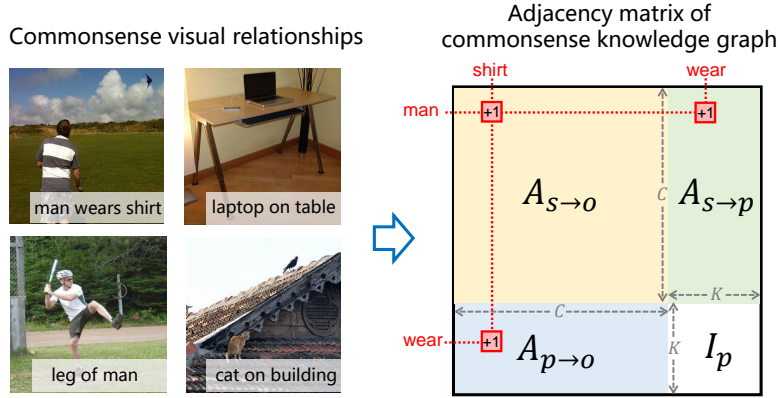 Commonsense visual relationships
man wears shirt
laptop on table
leg of man
cat on building
Adjacency matrix of
commonsense knowledge graph
shirt
wear
man
+1
+1
A_{s→o}
C
A_{s→p}
C
K
wear
+1
A_{p→o}
K
I_p